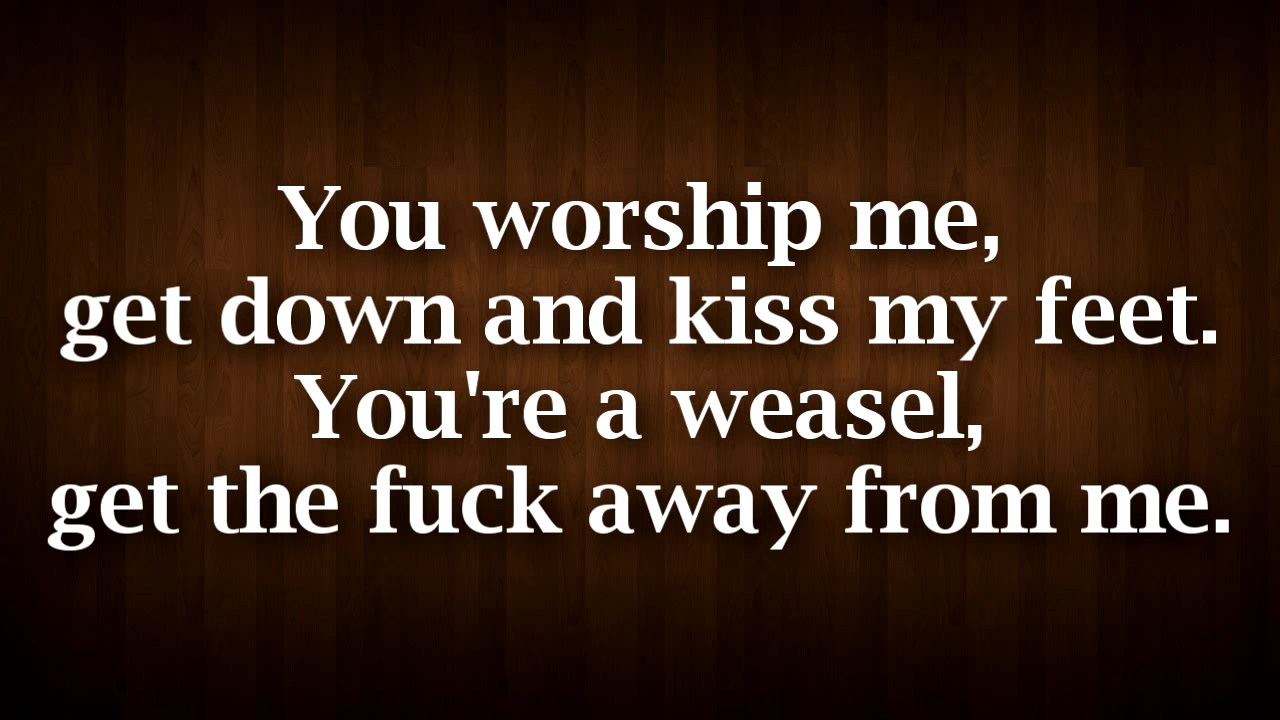 You worship me,
get down and kiss my feet.
You're a weasel,
get the fuck away from me.